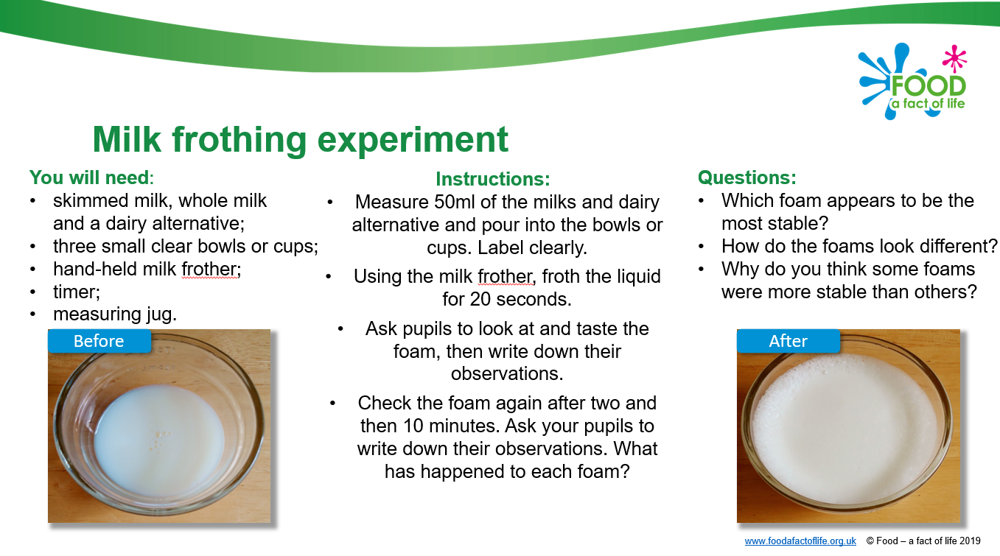 FOOD
a fact of life
Milk frothing experiment
You will need:
• skimmed milk, whole milk
and a dairy alternative;
• three small clear bowls or cups;
• hand-held milk frother;
• timer;
• measuring jug.
Before
Instructions:
• Measure 50ml of the milks and dairy
alternative and pour into the bowls or
cups. Label clearly.
• Using the milk frother, froth the liquid
for 20 seconds.
• Ask pupils to look at and taste the
foam, then write down their
observations.
• Check the foam again after two and
then 10 minutes. Ask your pupils to
write down their observations. What
has happened to each foam?
Questions:
• Which foam appears to be the
most stable?
• How do the foams look different?
• Why do you think some foams
were more stable than others?
After
www.foodafactoflife.org.uk © Food – a fact of life 2019